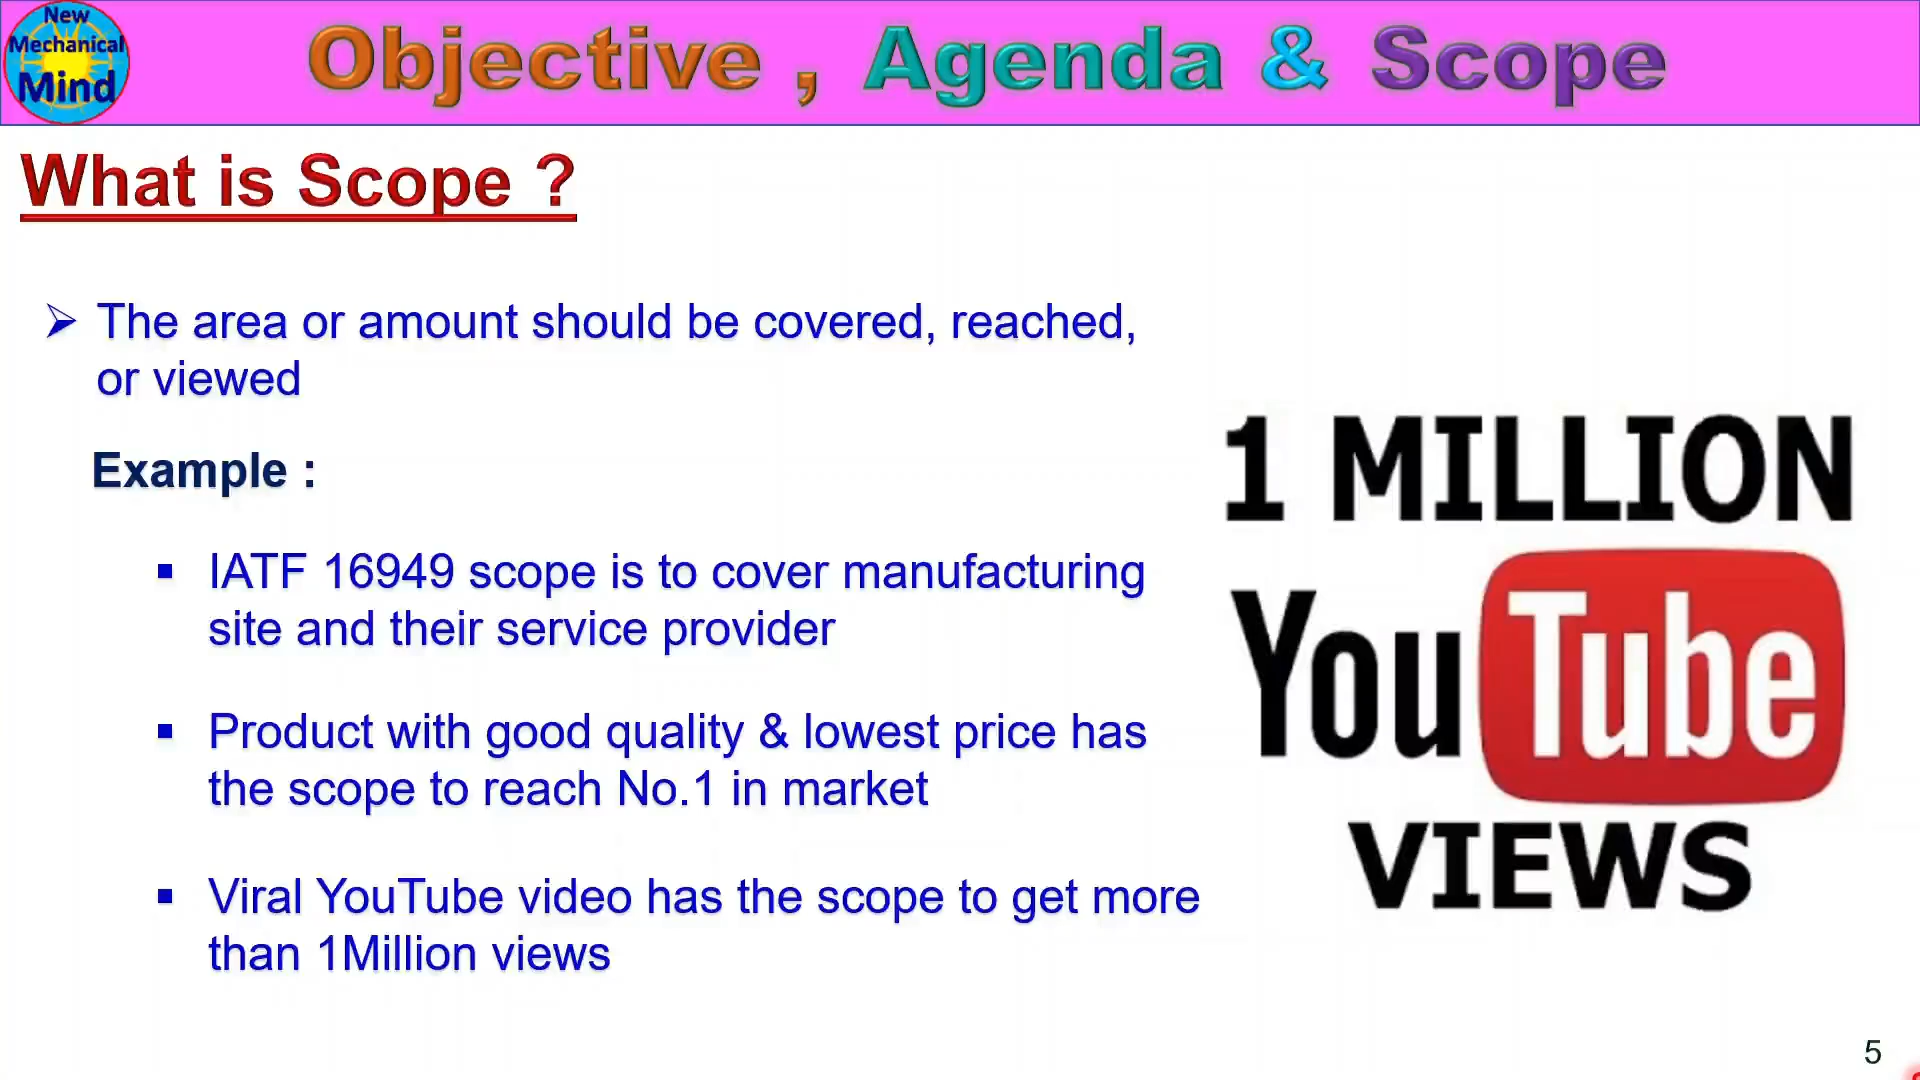 New
Mechanical
Mind
Objective , Agenda & Scope
What is Scope ?
➢ The area or amount should be covered, reached,
or viewed
Example :
▪ IATF 16949 scope is to cover manufacturing
site and their service provider
▪ Product with good quality & lowest price has
the scope to reach No.1 in market
▪ Viral YouTube video has the scope to get more
than 1Million views
1 MILLION
YouTube
VIEWS
5